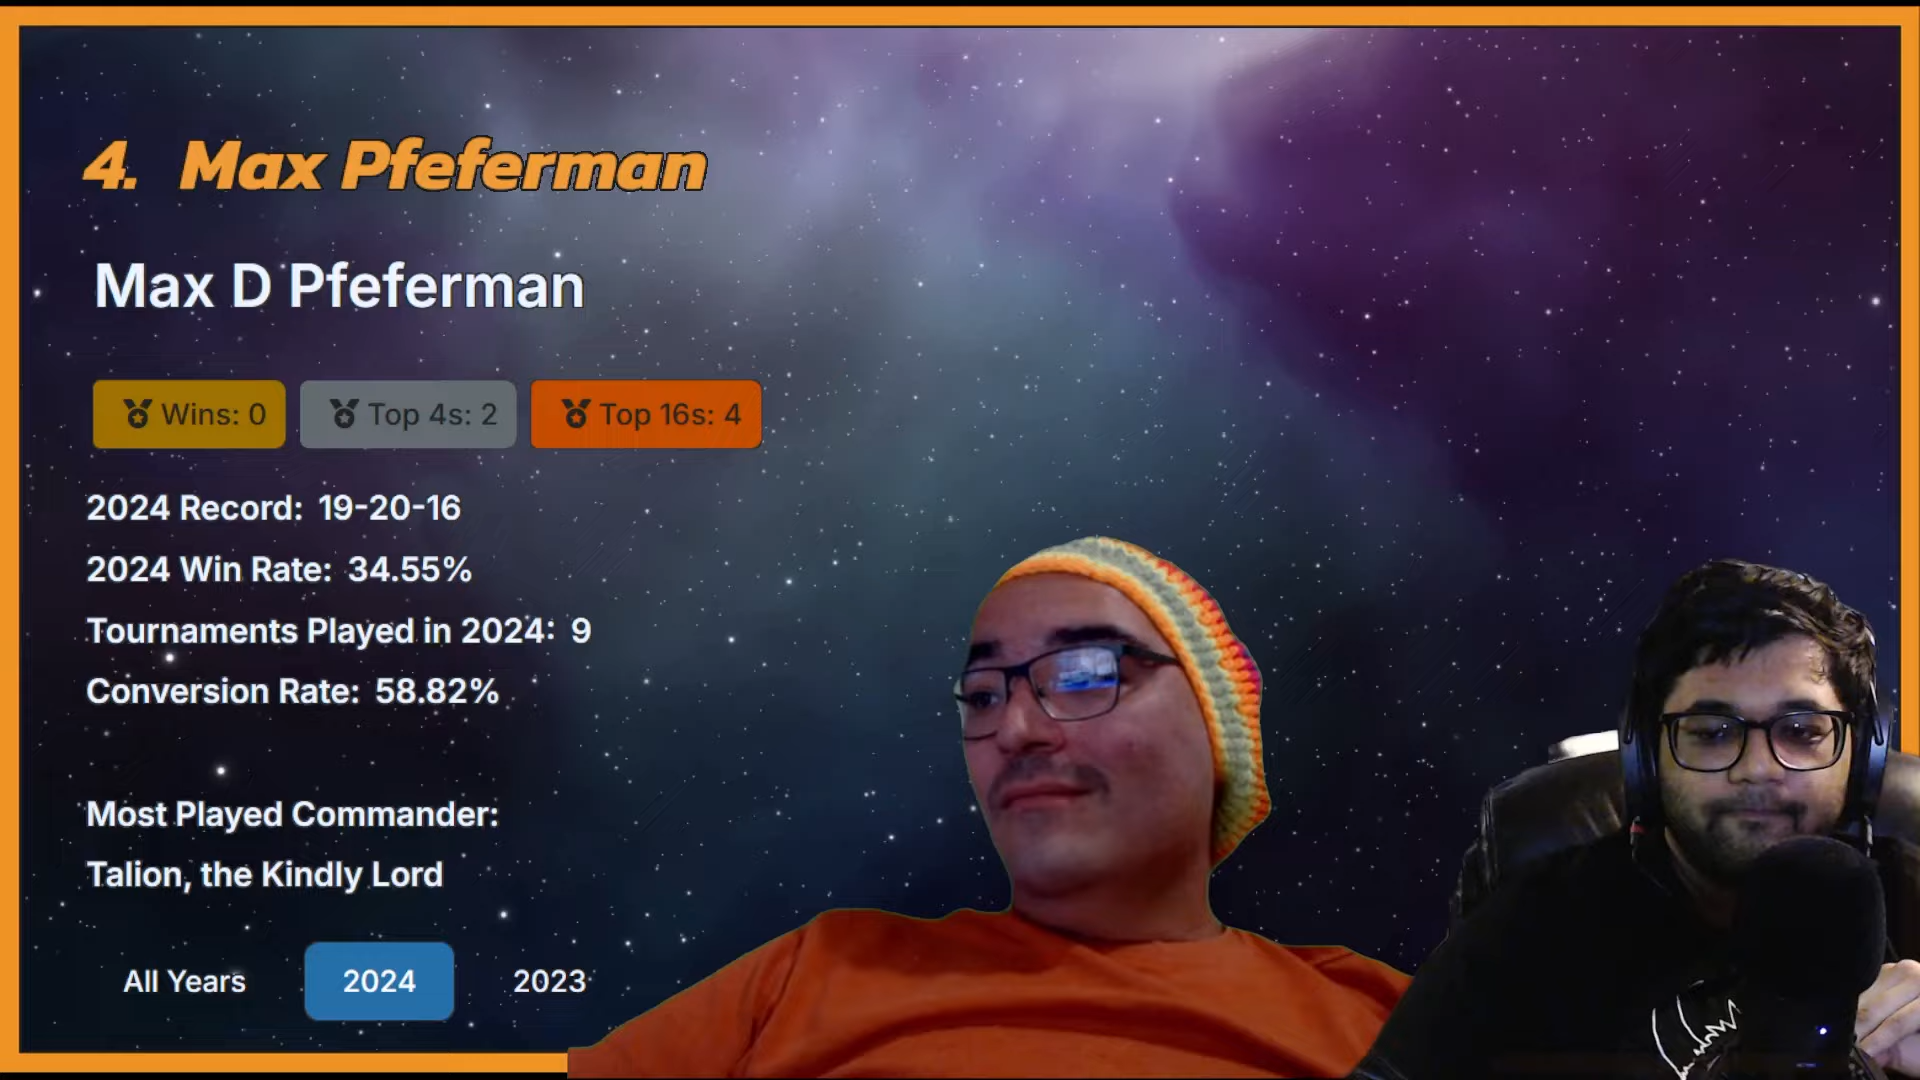 4. Max Pfeferman
Max D Pfeferman
Wins: 0 Top 4s: 2 Top 16s: 4
2024 Record: 19-20-16
2024 Win Rate: 34.55%
Tournaments Played in 2024: 9
Conversion Rate: 58.82%
Most Played Commander:
Talion, the Kindly Lord
All Years 2024 2023